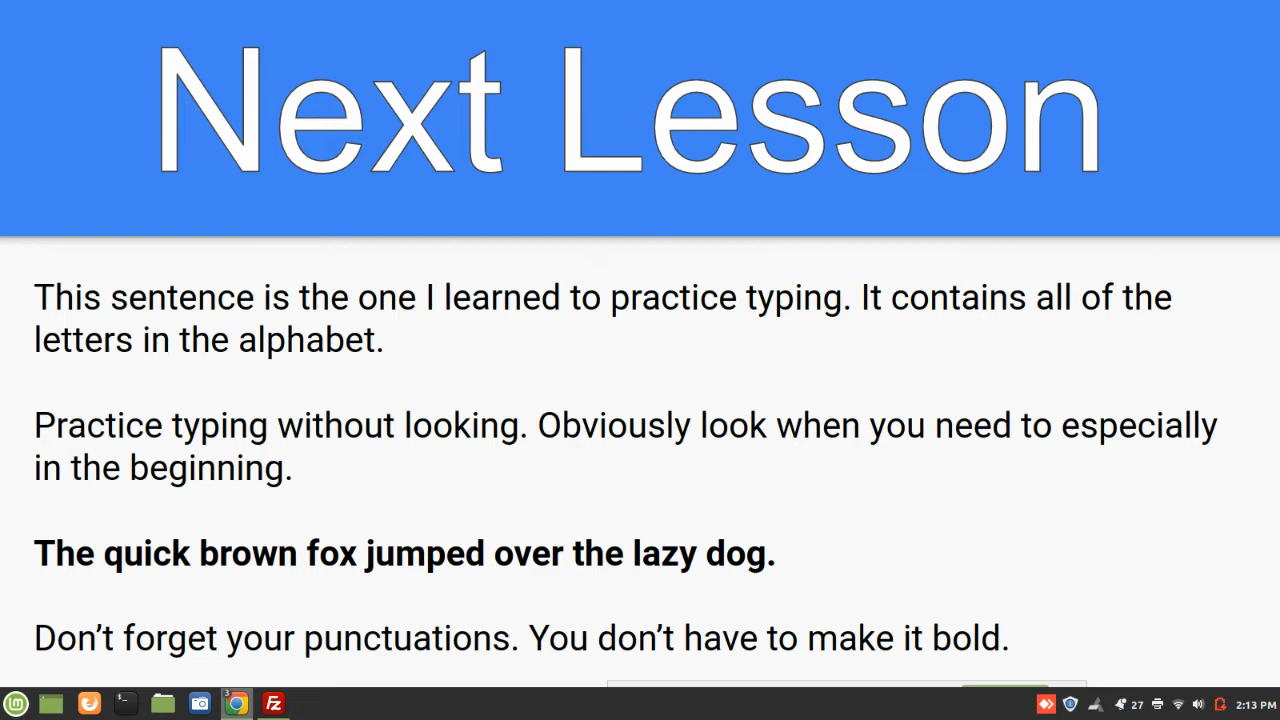 Next Lesson
This sentence is the one I learned to practice typing. It contains all of the
letters in the alphabet.
Practice typing without looking. Obviously look when you need to especially
in the beginning.
The quick brown fox jumped over the lazy dog.
Don’t forget your punctuations. You don’t have to make it bold.
3
27
2:13 PM